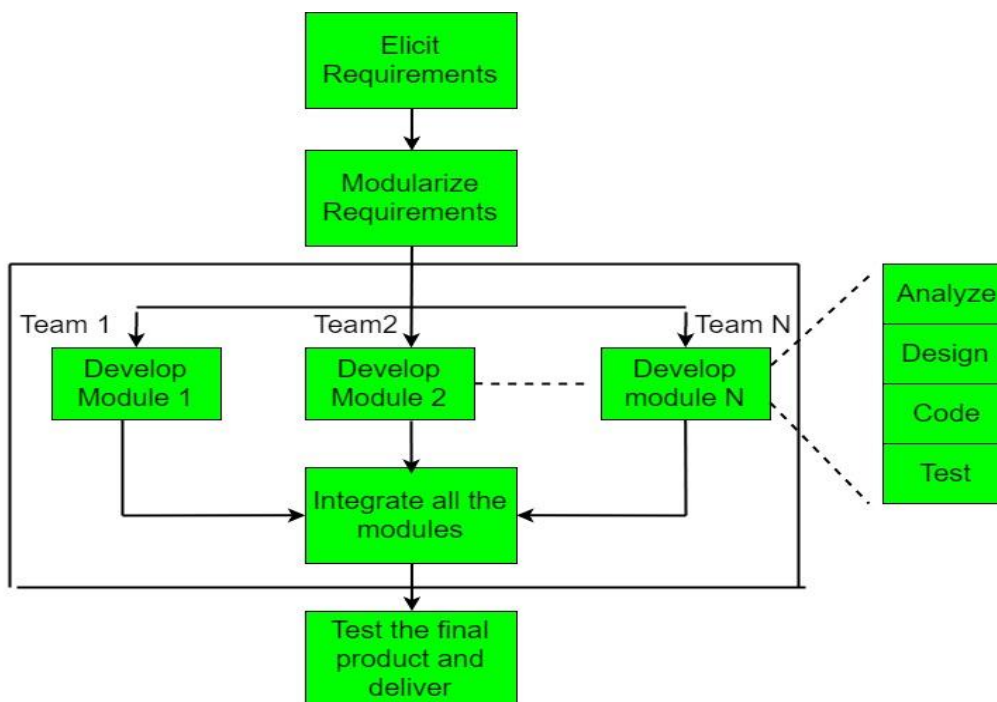 Elicit
Requirements
Modularize
Requirements
Team 1
Team2
Team N
Develop
Module 1
Develop
Module 2
Develop
module N
Analyze
Design
Code
Test
Integrate all the
modules
Test the final
product and
deliver